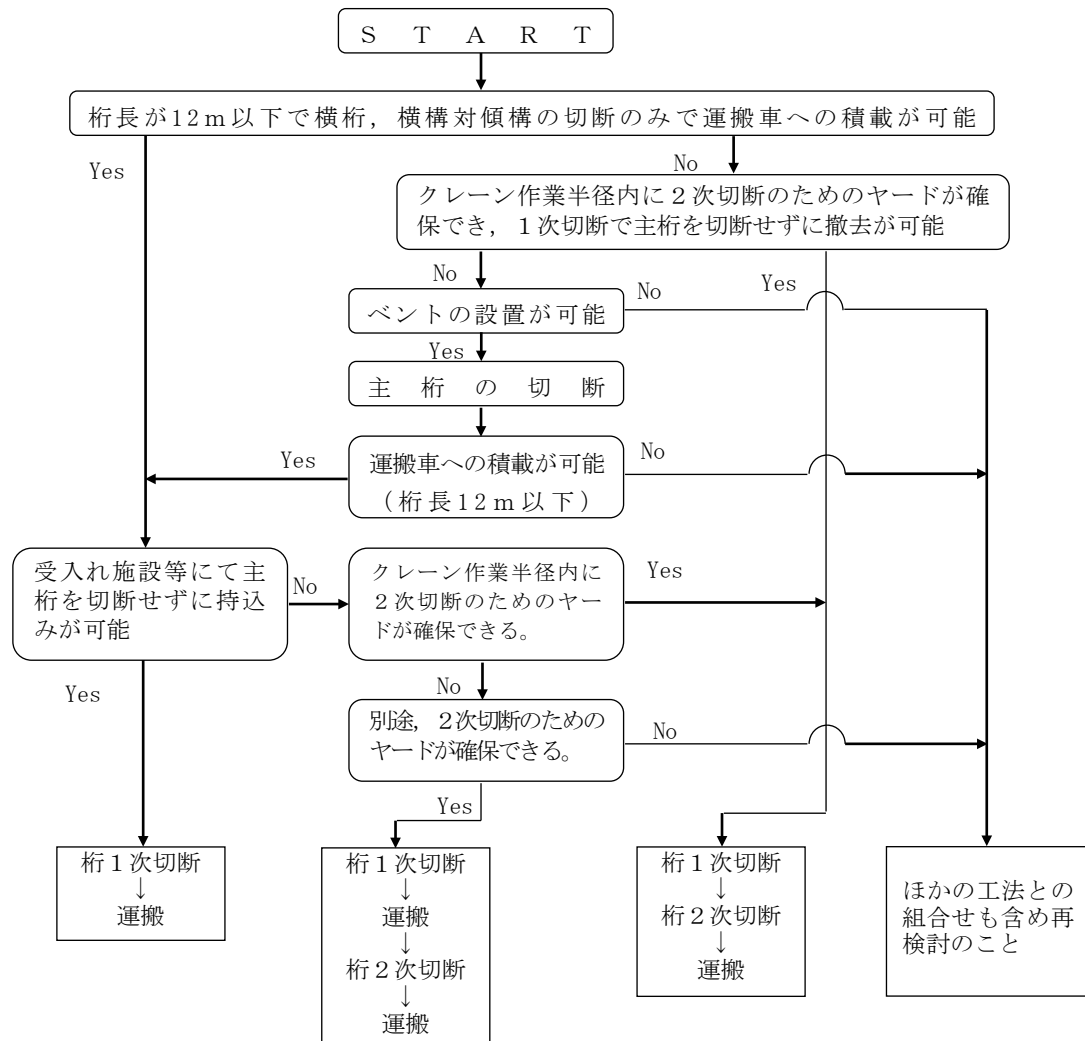 START
桁長が12m以下で横桁，横構対傾構の切断のみで運搬車への積載が可能
Yes
No
クレーン作業半径内に２次切断のためのヤードが確
保でき，１次切断で主桁を切断せずに撤去が可能
No
Yes
ベントの設置が可能
No
Yes
主桁の切断
運搬車への積載が可能
（桁長12m以下）
Yes
No
受入れ施設等にて主
桁を切断せずに持込
みが可能
No
クレーン作業半径内に
２次切断のためのヤー
ドが確保できる。
Yes
Yes
No
別途，２次切断のための
ヤードが確保できる。
No
Yes
桁１次切断
↓
運搬
桁１次切断
↓
運搬
↓
桁２次切断
↓
運搬
桁１次切断
↓
桁２次切断
↓
運搬
ほかの工法との
組合せも含め再
検討のこと